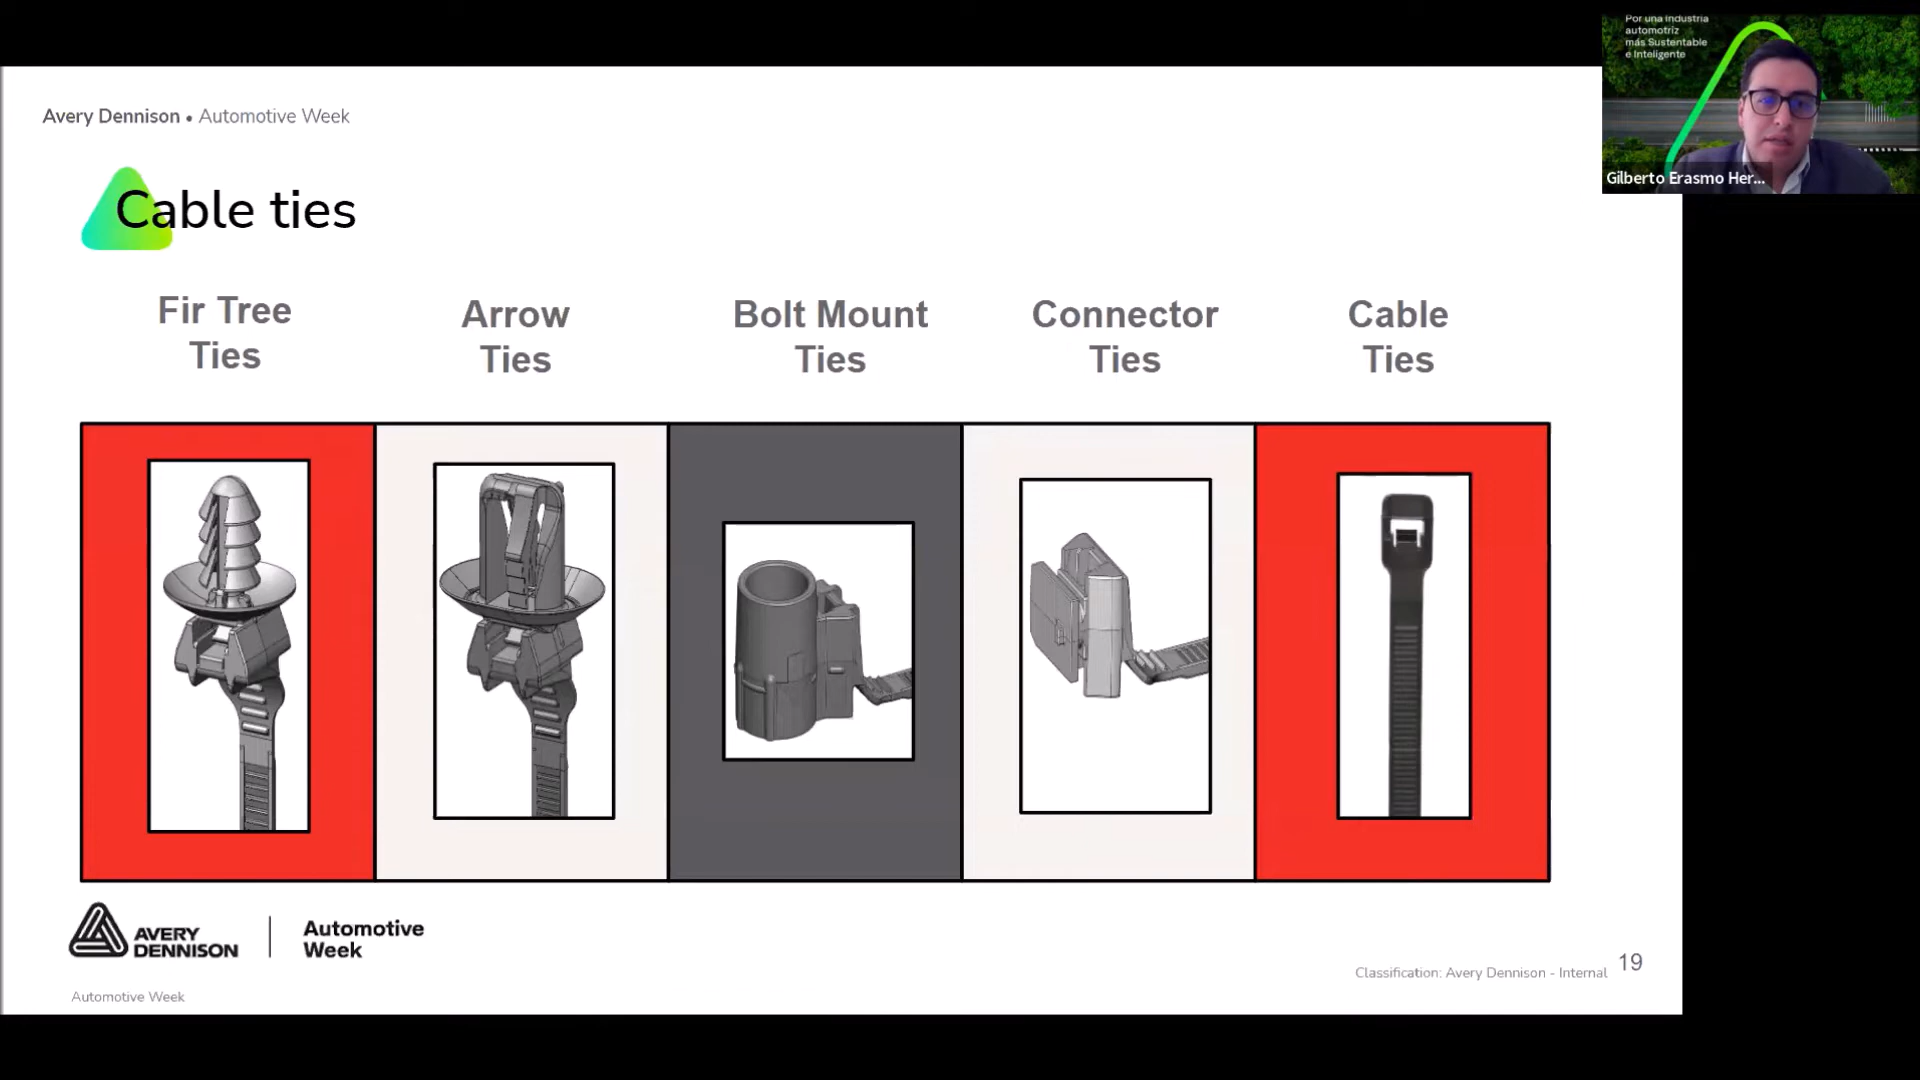 Por una industria
automotriz
más Sustentable
e Inteligente
Gilberto Erasmo Her...
Avery Dennison • Automotive Week
Cable ties
Fir Tree
Ties
Arrow
Ties
Bolt Mount
Ties
Connector
Ties
Cable
Ties
AVERY
DENNISON
Automotive
Week
Classification: Avery Dennison - Internal
19
Automotive Week